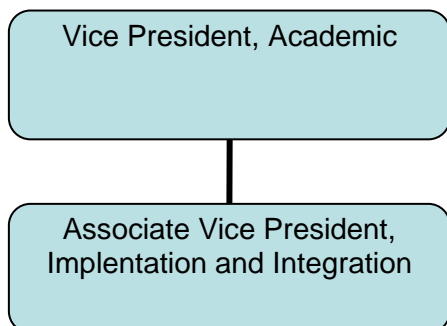 Vice President, Academic
Associate Vice President,
Implentation and Integration